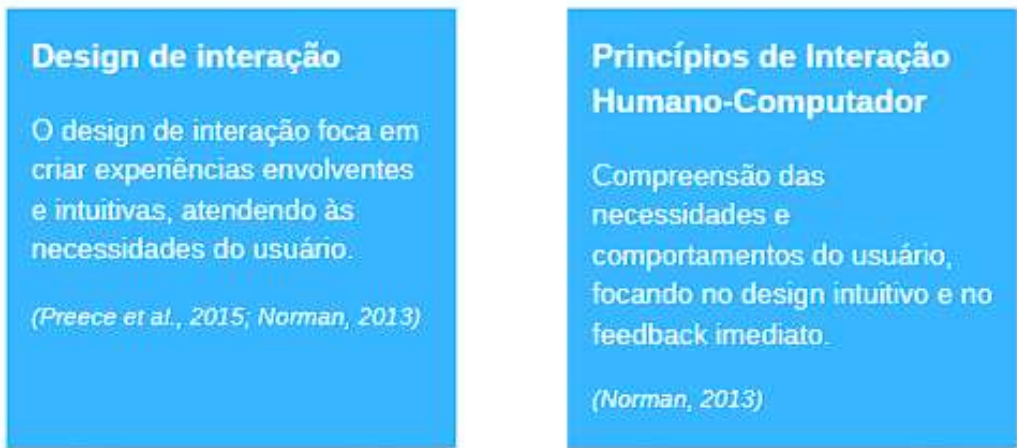 Design de interação
O design de interação foca em
criar experiências envolventes
e intuitivas, atendendo às
necessidades do usuário.
(Preece et al., 2015; Norman, 2013)
Princípios de Interação
Humano-Computador
Compreensão das
necessidades e
comportamentos do usuário,
focando no design intuitivo e no
feedback imediato.
(Norman, 2013)